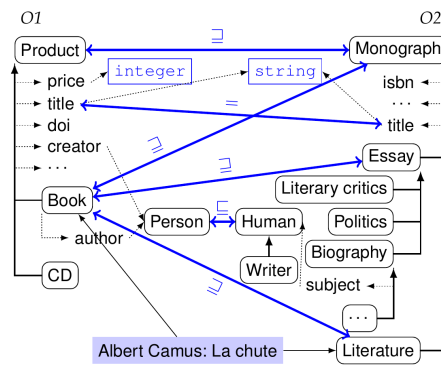 O1 O2
Product ⊒ Monograph
price integer string isbn
title = ...
doi title
creator ⊒
... ⊒ Essay
Book Literary critics
Person ⊑ Human Politics
author Biography
Writer subject
CD ⊒ ...
Albert Camus: La chute Literature